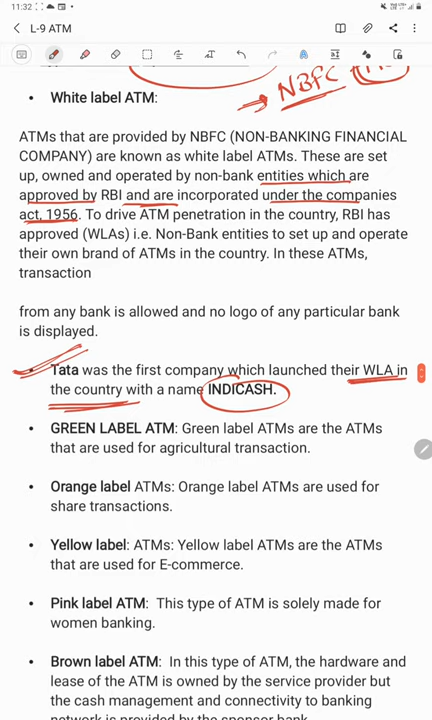 11:32
L-9 ATM
NBFC
• White label ATM:
ATMs that are provided by NBFC (NON-BANKING FINANCIAL
COMPANY) are known as white label ATMs. These are set
up, owned and operated by non-bank entities which are
approved by RBI and are incorporated under the companies
act, 1956. To drive ATM penetration in the country, RBI has
approved (WLAs) i.e. Non-Bank entities to set up and operate
their own brand of ATMs in the country. In these ATMs,
transaction
from any bank is allowed and no logo of any particular bank
is displayed.
• Tata was the first company which launched their WLA in
the country with a name INDICASH.
• GREEN LABEL ATM: Green label ATMs are the ATMs
that are used for agricultural transaction.
• Orange label ATMs: Orange label ATMs are used for
share transactions.
• Yellow label: ATMs: Yellow label ATMs are the ATMs
that are used for E-commerce.
• Pink label ATM: This type of ATM is solely made for
women banking.
• Brown label ATM: In this type of ATM, the hardware and
lease of the ATM is owned by the service provider but
the cash management and connectivity to banking
network is provided by the sponsor bank